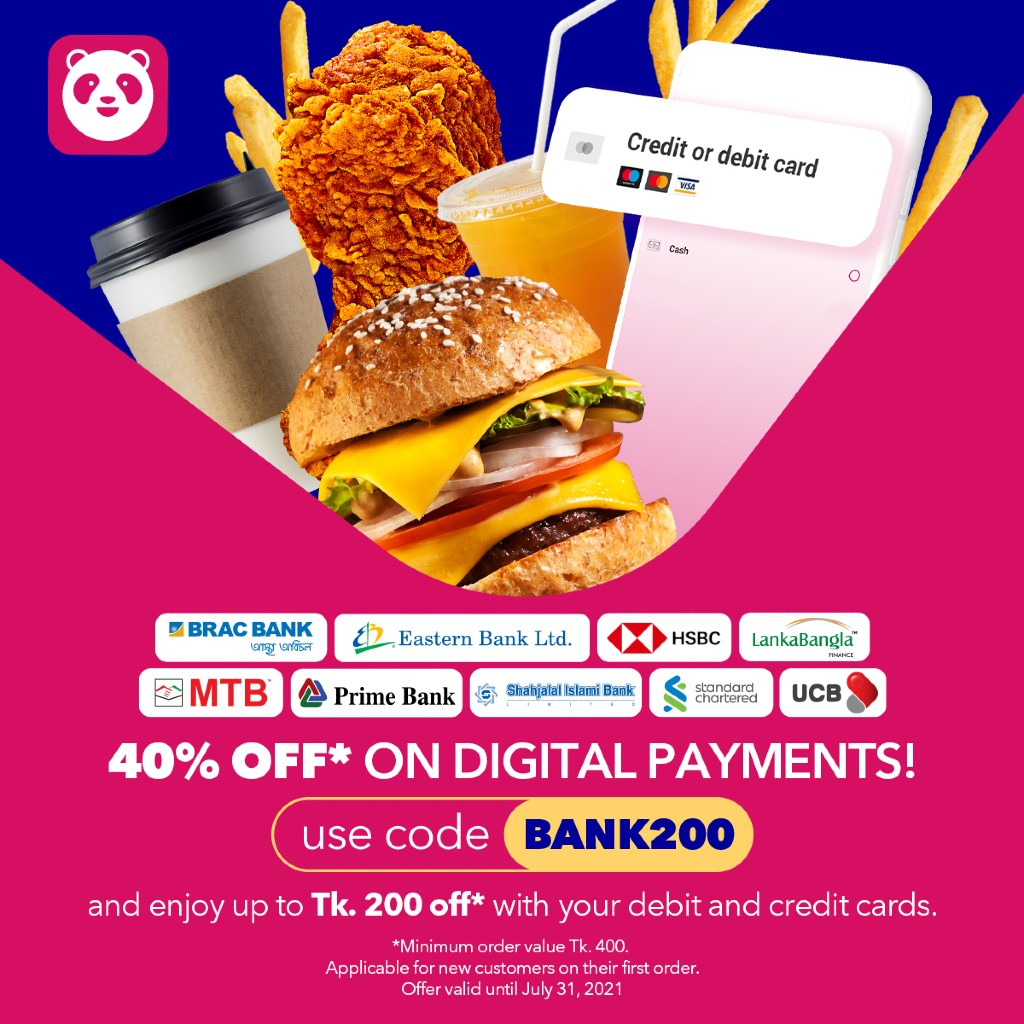 Credit or debit card
VISA
Cash
BRAC BANK
আস্থা অবিচল
Eastern Bank Ltd.
HSBC
LankaBangla™
FINANCE
MTB™
Prime Bank
Shahjalal Islami Bank
LIMITED
standard
chartered
UCB
40% OFF* ON DIGITAL PAYMENTS!
use code BANK200
and enjoy up to Tk. 200 off* with your debit and credit cards.
*Minimum order value Tk. 400.
Applicable for new customers on their first order.
Offer valid until July 31, 2021